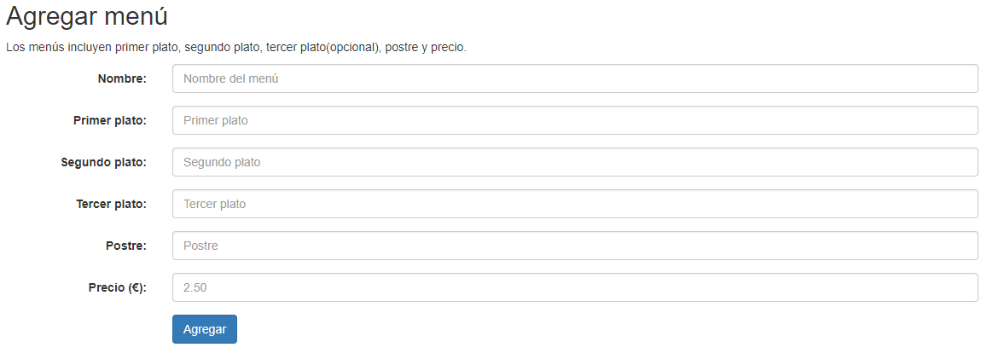 Agregar menú
Los menús incluyen primer plato, segundo plato, tercer plato(opcional), postre y precio.
Nombre: Nombre del menú
Primer plato: Primer plato
Segundo plato: Segundo plato
Tercer plato: Tercer plato
Postre: Postre
Precio (€): 2.50
Agregar